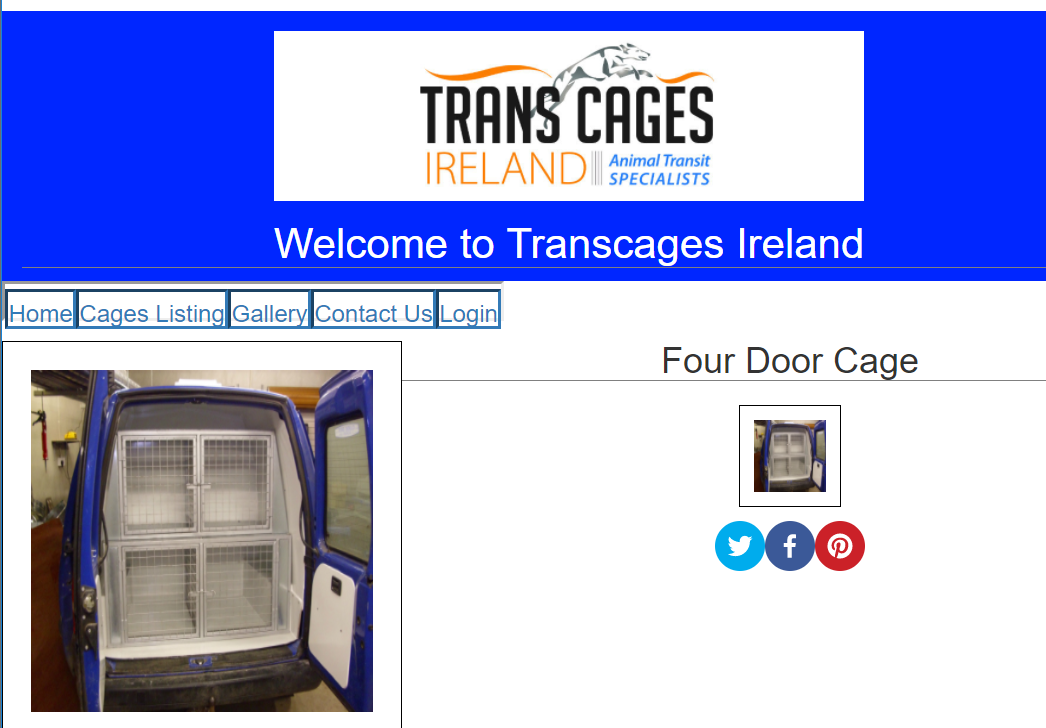 TRANS CAGES
IRELAND
Animal Transit
SPECIALISTS
Welcome to Transcages Ireland
Home Cages Listing Gallery Contact Us Login
Four Door Cage